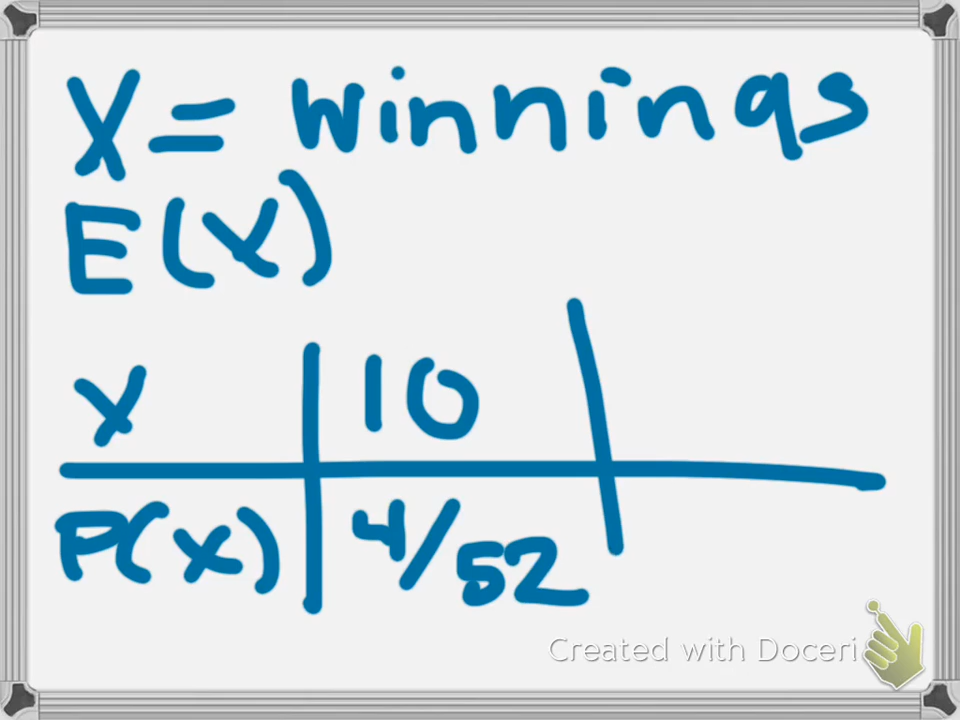 X = Winnings
E(X)
x 10
P(x) 4/52
Created with Doceri